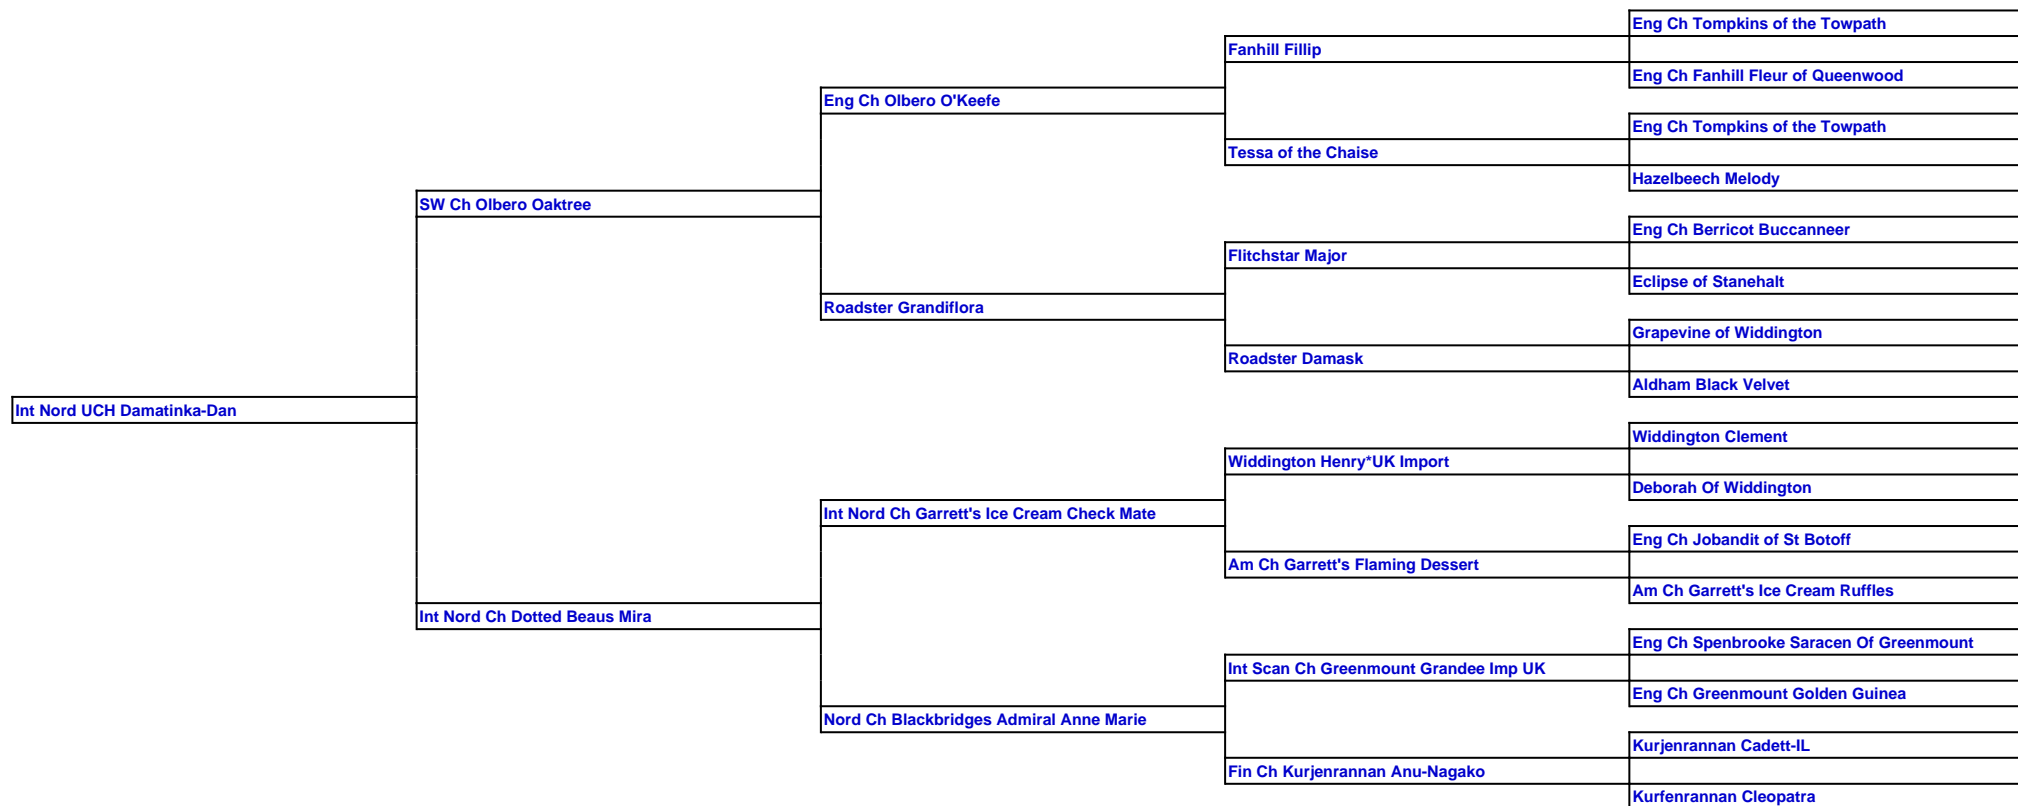 Eng Ch Tompkins of the Towpath
Fanhill Fillip
Eng Ch Fanhill Fleur of Queenwood
Eng Ch Olbero O'Keefe
Eng Ch Tompkins of the Towpath
Tessa of the Chaise
Hazelbeech Melody
SW Ch Olbero Oaktree
Eng Ch Berricot Buccanneer
Flitchstar Major
Eclipse of Stanehalt
Roadster Grandiflora
Grapevine of Widdington
Roadster Damask
Aldham Black Velvet
Int Nord UCH Damatinka-Dan
Widdington Clement
Widdington Henry*UK Import
Deborah Of Widdington
Int Nord Ch Garrett's Ice Cream Check Mate
Eng Ch Jobandit of St Botoff
Am Ch Garrett's Flaming Dessert
Am Ch Garrett's Ice Cream Ruffles
Int Nord Ch Dotted Beaus Mira
Eng Ch Spenbrooke Saracen Of Greenmount
Int Scan Ch Greenmount Grandee Imp UK
Eng Ch Greenmount Golden Guinea
Nord Ch Blackbridges Admiral Anne Marie
Kurjenrannan Cadett-IL
Fin Ch Kurjenrannan Anu-Nagako
Kurfenrannan Cleopatra